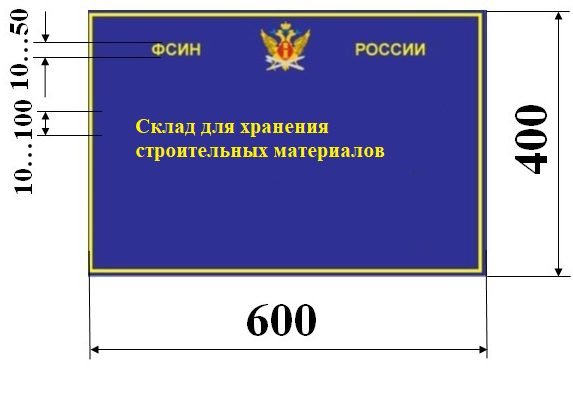 10...50
ФСИН РОССИИ
10...100
Склад для хранения
строительных материалов
400
600